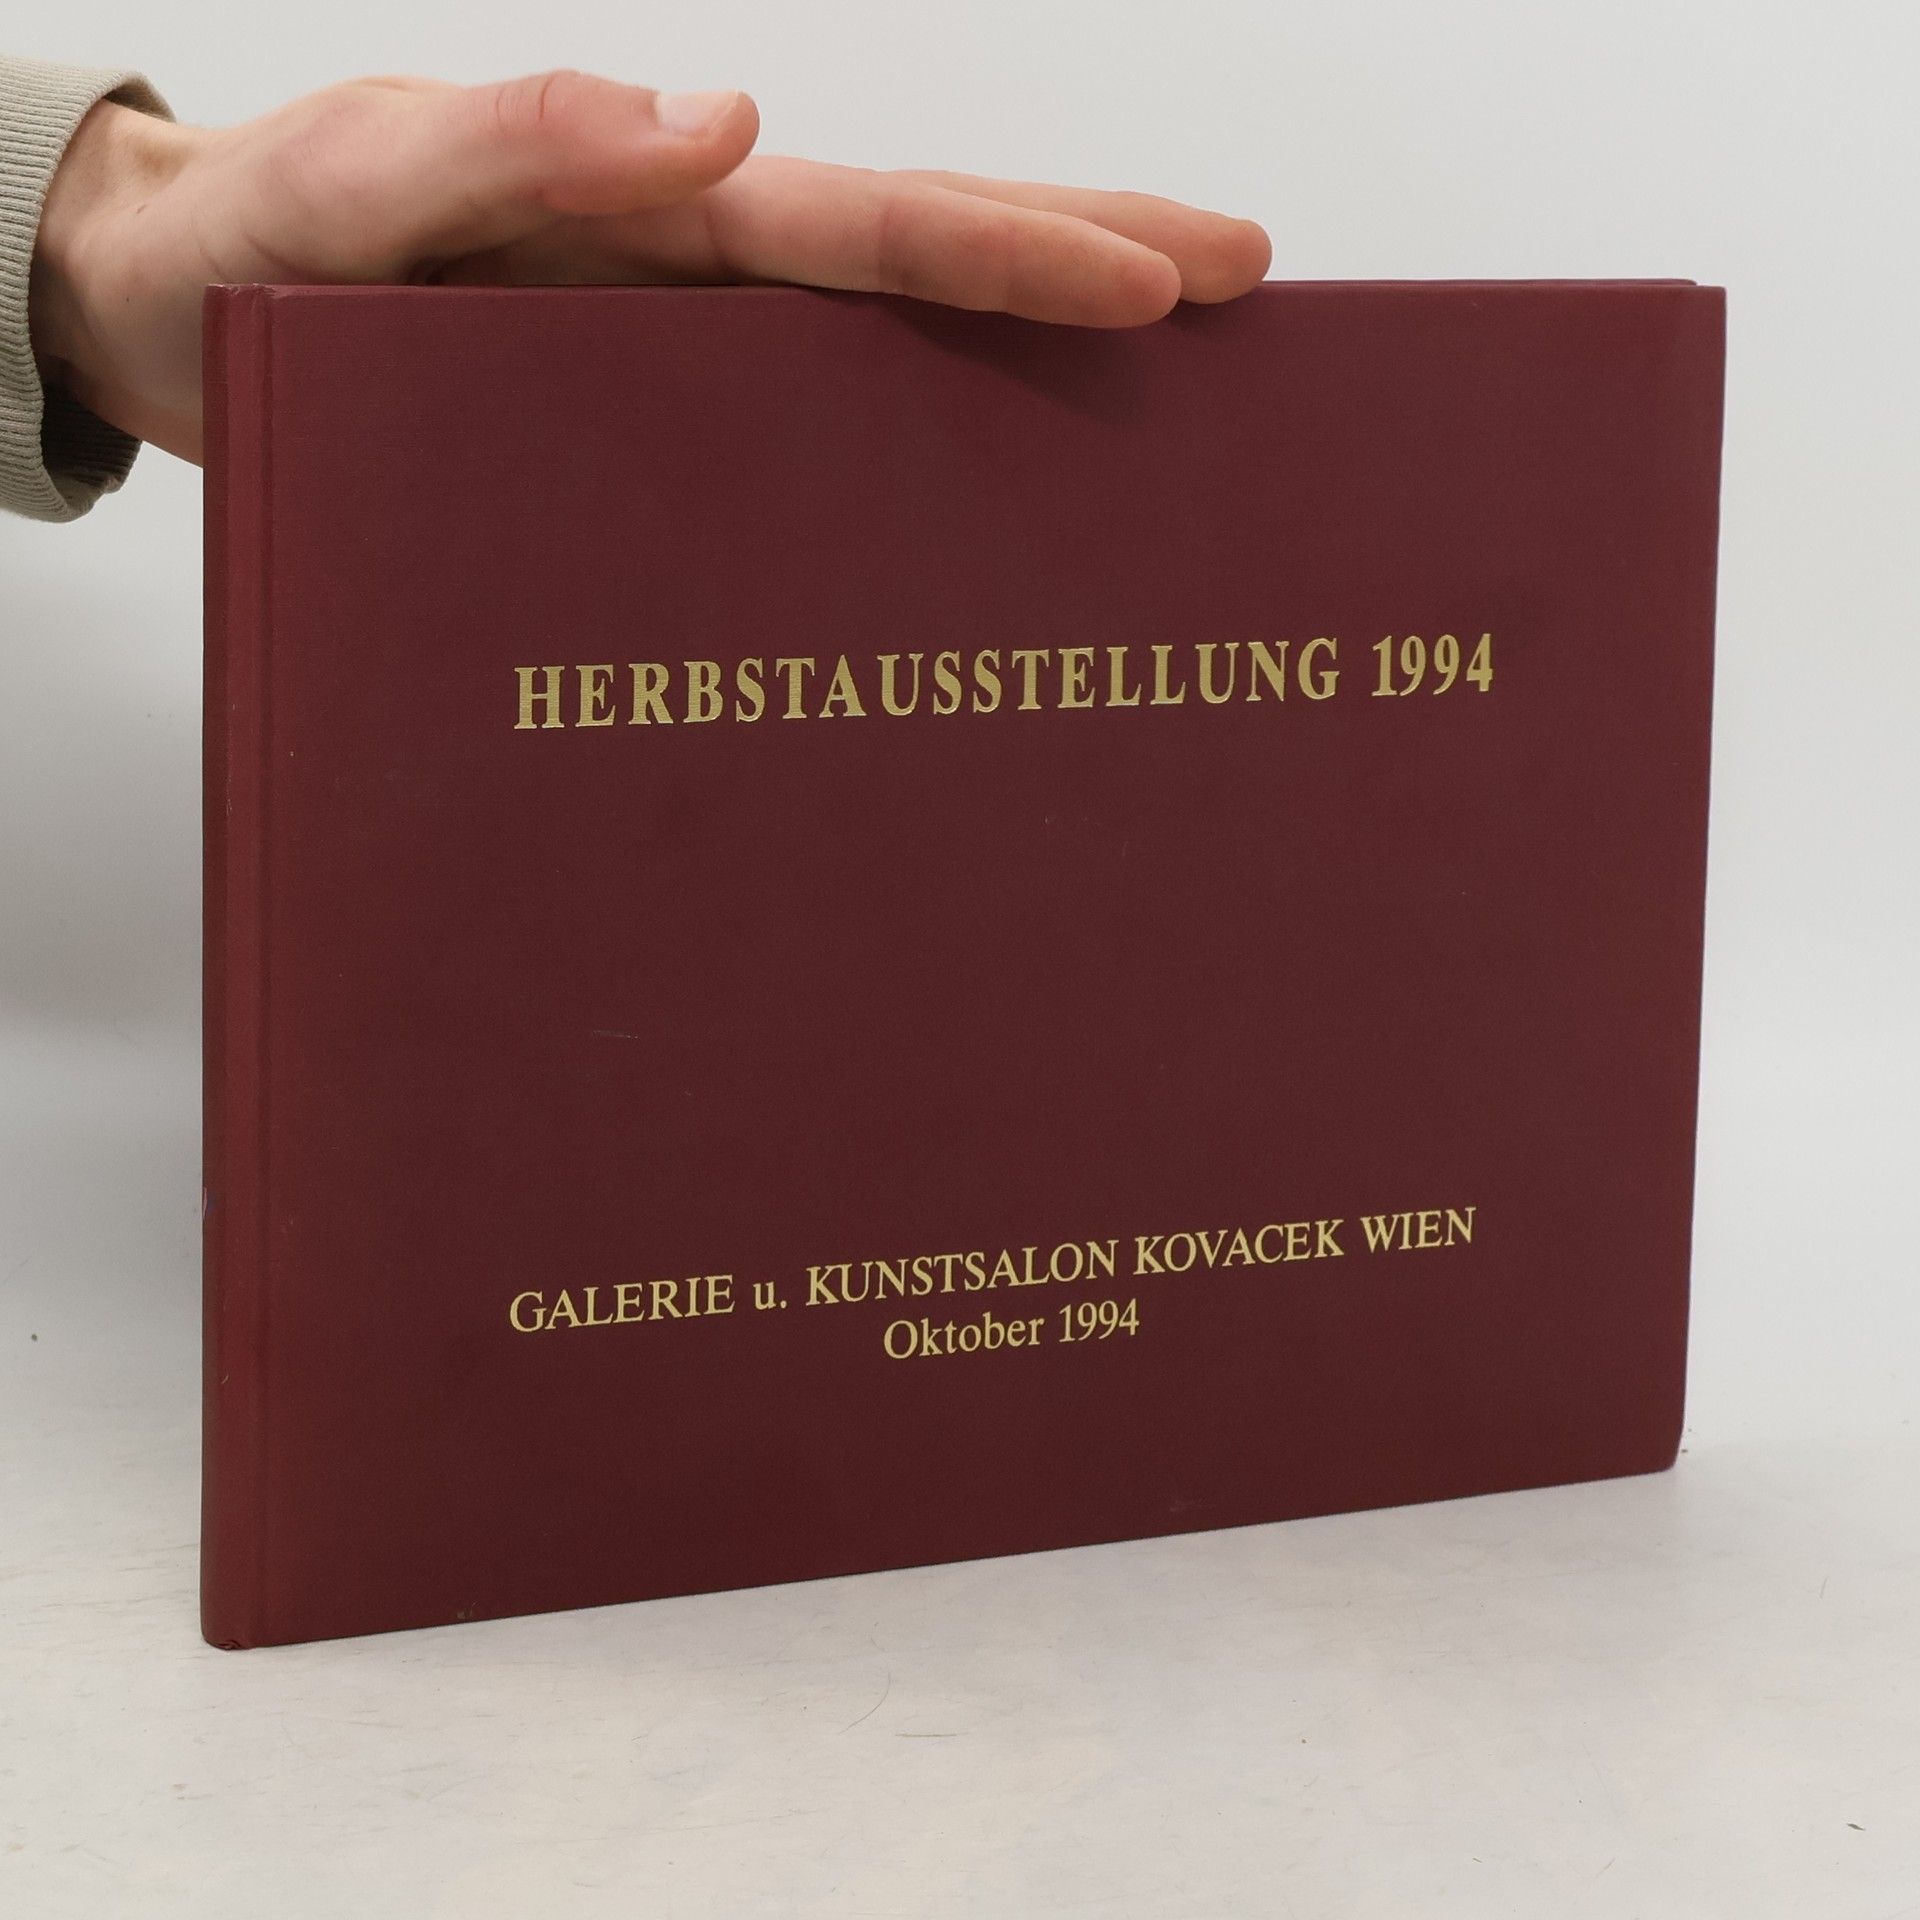 HERBSTAUSSTELLUNG 1994
GALERIE u. KUNSTSALON KOVACEK WIEN
Oktober 1994